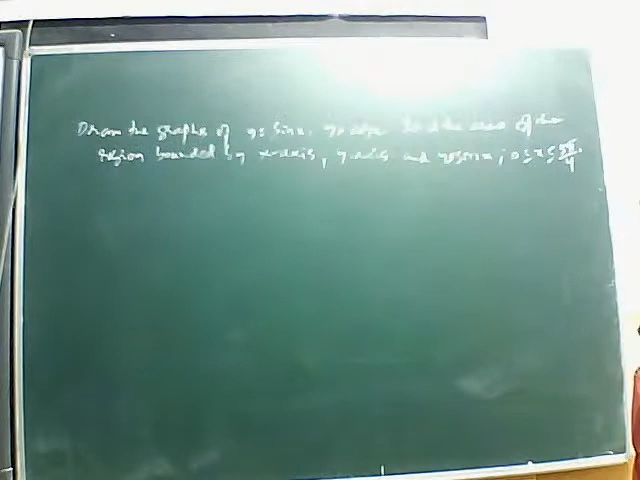 Draw the graphs of y = sinx. y = cosx the area of the
region bounded by x-axis, y-axis and y = sinx, 0 ≤ x ≤ 5π/4.